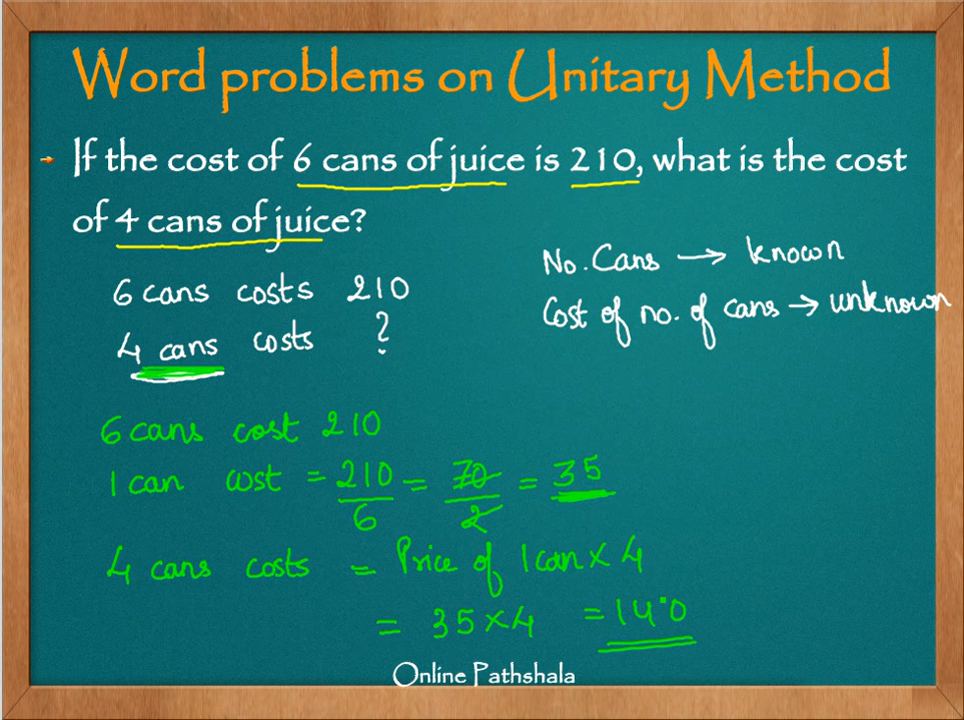 Word problems on Unitary Method
If the cost of 6 cans of juice is 210, what is the cost
of 4 cans of juice?
6 cans costs 210
4 cans costs ?
No. Cans → known
Cost of no. of cans → unknown
6 cans cost 210
1 can cost = 210/6 = 70/2 = 35
4 cans costs = Price of 1 can × 4
= 35 × 4 = 140
Online Pathshala